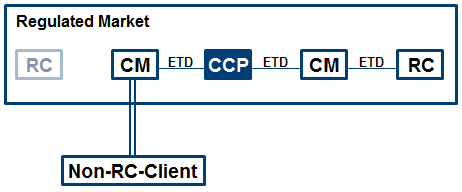 Regulated Market
RC CM ETD CCP ETD CM ETD RC
Non-RC-Client